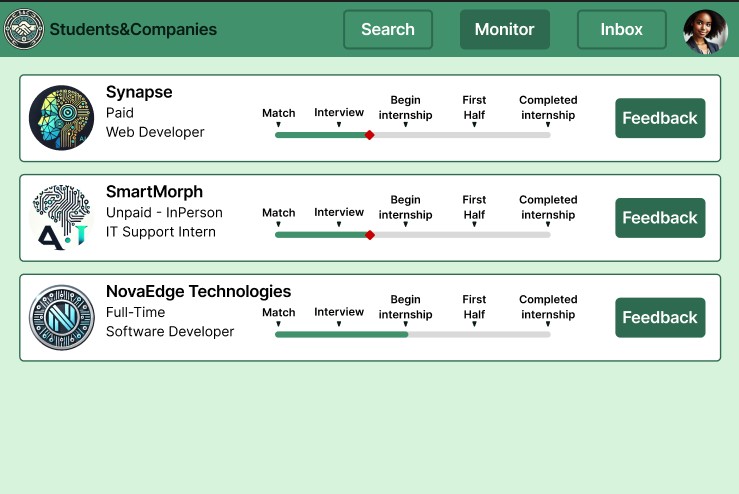 S&C
Students&Companies
Search
Monitor
Inbox
Synapse
Paid
Web Developer
Match
Interview
Begin
internship
First
Half
Completed
internship
Feedback
SmartMorph
Unpaid - InPerson
IT Support Intern
Match
Interview
Begin
internship
First
Half
Completed
internship
Feedback
NovaEdge Technologies
Full-Time
Software Developer
Match
Interview
Begin
internship
First
Half
Completed
internship
Feedback